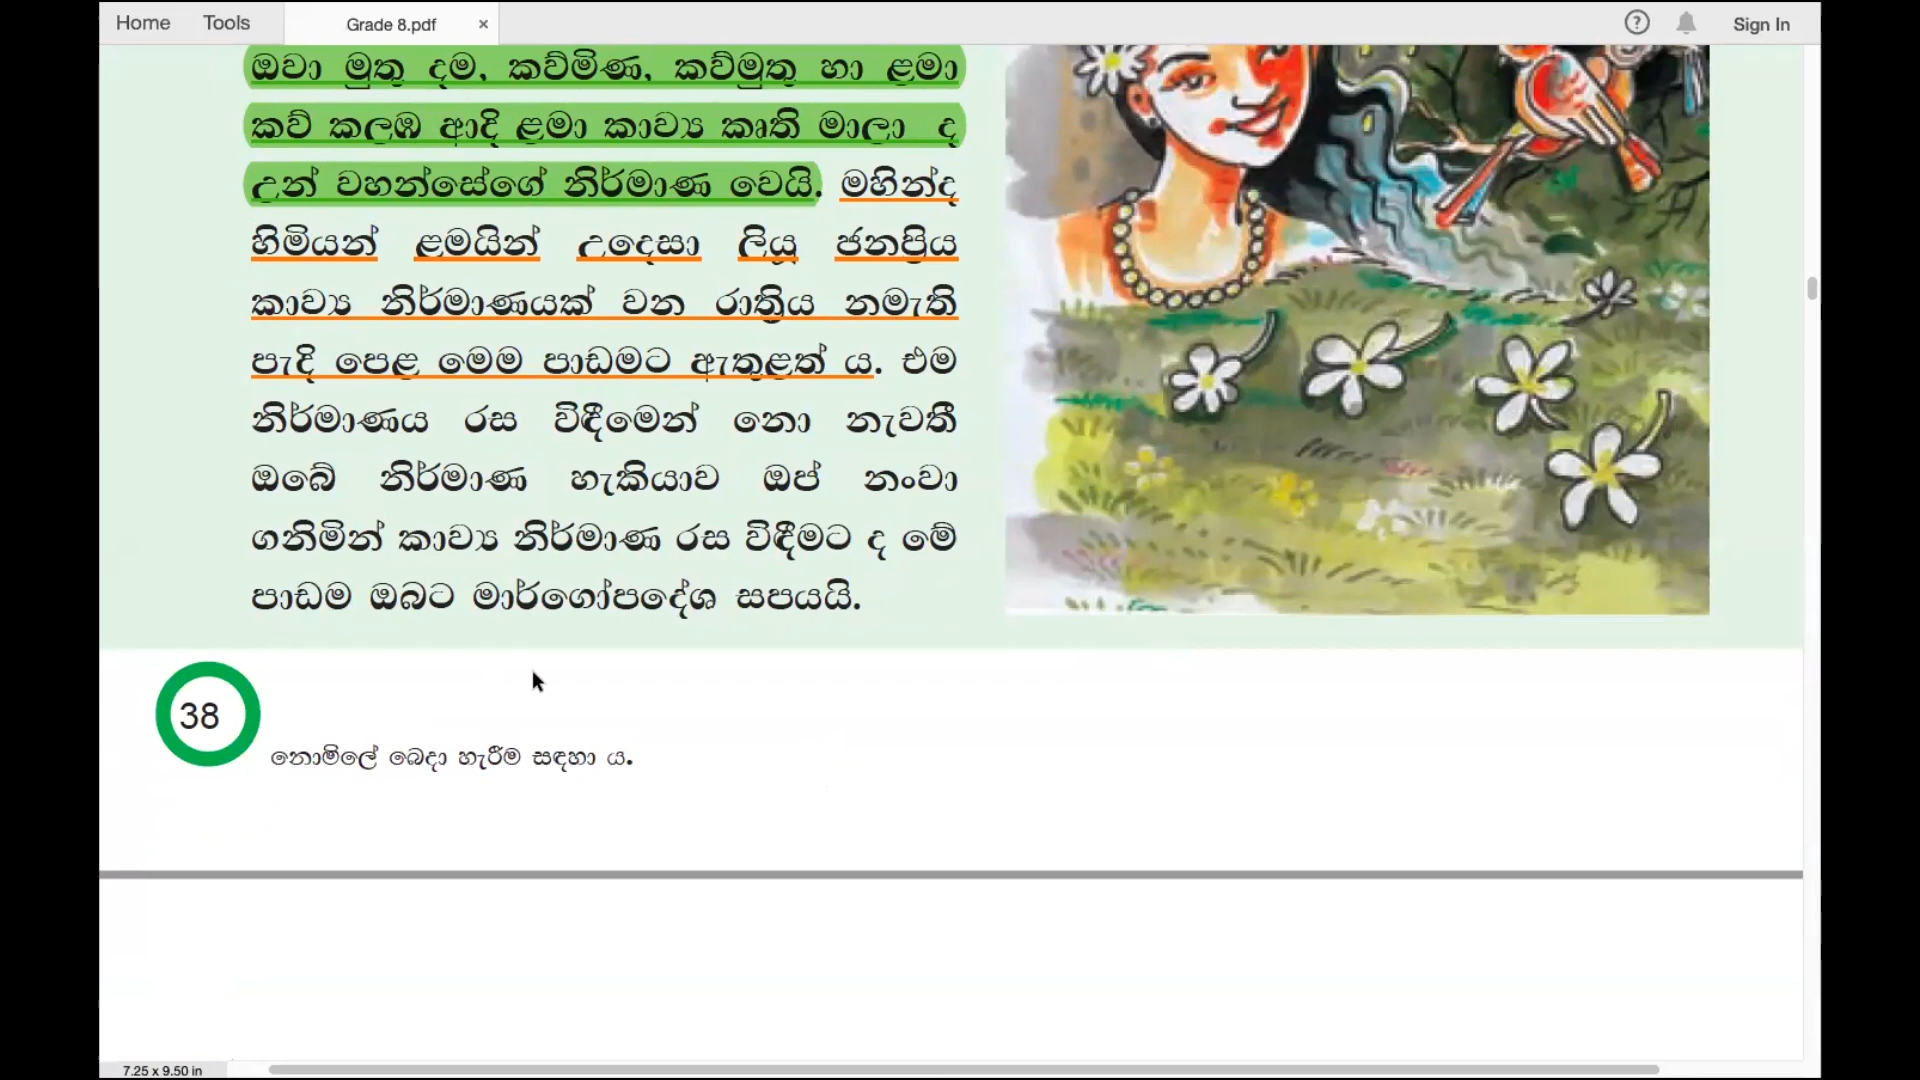 Home Tools Grade 8.pdf × Sign In
ඔවා මුතු දම, කව්මිණ, කව්මුතු හා ළමා
කව් කලඹ ආදි ළමා කාව්‍ය කෘති මාලා ද
උන් වහන්සේගේ නිර්මාණ වෙයි. මහින්ද
හිමියන් ළමයින් උදෙසා ලියූ ජනප්‍රිය
කාව්‍ය නිර්මාණයක් වන රාත්‍රිය නමැති
පැදි පෙළ මෙම පාඩමට ඇතුළත් ය. එම
නිර්මාණය රස විඳීමෙන් නො නැවතී
ඔබේ නිර්මාණ හැකියාව ඔප් නංවා
ගනිමින් කාව්‍ය නිර්මාණ රස විඳීමට ද මේ
පාඩම ඔබට මාර්ගෝපදේශ සපයයි.
38
නොමිලේ බෙදා හැරීම සඳහා ය.
7.25 x 9.50 in